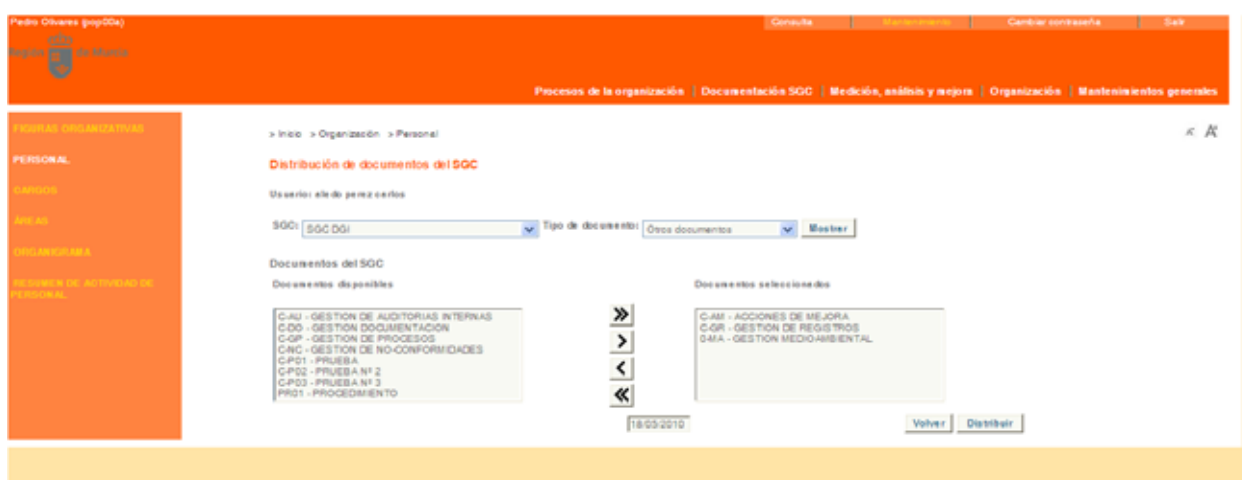 Pedro Olivares (pop00a)
Consulta
Mantenimiento
Cambiar contraseña
Salir
Región de Murcia
Procesos de la organización | Documentación SGC | Medición, análisis y mejora | Organización | Mantenimientos generales
FIGURAS ORGANIZATIVAS
PERSONAL
CARGOS
ÁREAS
ORGANIGRAMA
RESUMEN DE ACTIVIDAD DE
PERSONAL
> Inicio > Organización > Personal
Distribución de documentos del SGC
Usuario: aledo perez carlos
SGC: SGC DGI
Tipo de documento: Otros documentos
Mostrar
Documentos del SGC
Documentos disponibles
C-AU - GESTION DE AUDITORIAS INTERNAS
C-DO - GESTION DOCUMENTACION
C-GP - GESTION DE PROCESOS
C-NC - GESTION DE NO-CONFORMIDADES
C-P01 - PRUEBA
C-P02 - PRUEBA Nº 2
C-P03 - PRUEBA Nº 3
PR01 - PROCEDIMIENTO
Documentos seleccionados
C-AM - ACCIONES DE MEJORA
C-GR - GESTION DE REGISTROS
G-MA - GESTION MEDIOAMBIENTAL
18/03/2010
Volver
Distribuir